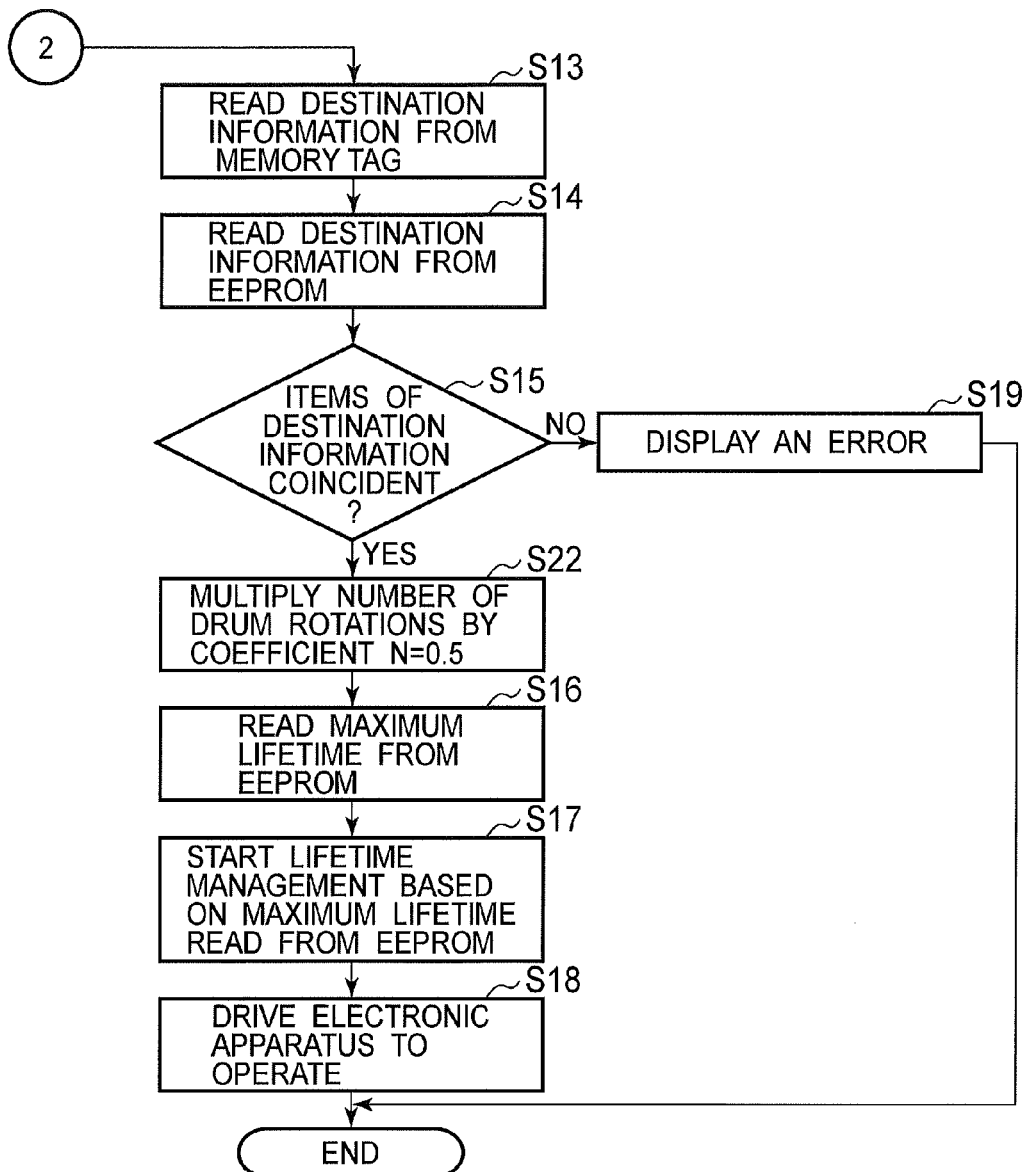 2
S13
READ DESTINATION
INFORMATION FROM
MEMORY TAG
S14
READ DESTINATION
INFORMATION FROM
EEPROM
S15
ITEMS OF
DESTINATION
INFORMATION
COINCIDENT
?
NO
S19
DISPLAY AN ERROR
YES
S22
MULTIPLY NUMBER OF
DRUM ROTATIONS BY
COEFFICIENT N=0.5
S16
READ MAXIMUM
LIFETIME FROM
EEPROM
S17
START LIFETIME
MANAGEMENT BASED
ON MAXIMUM LIFETIME
READ FROM EEPROM
S18
DRIVE ELECTRONIC
APPARATUS TO
OPERATE
END